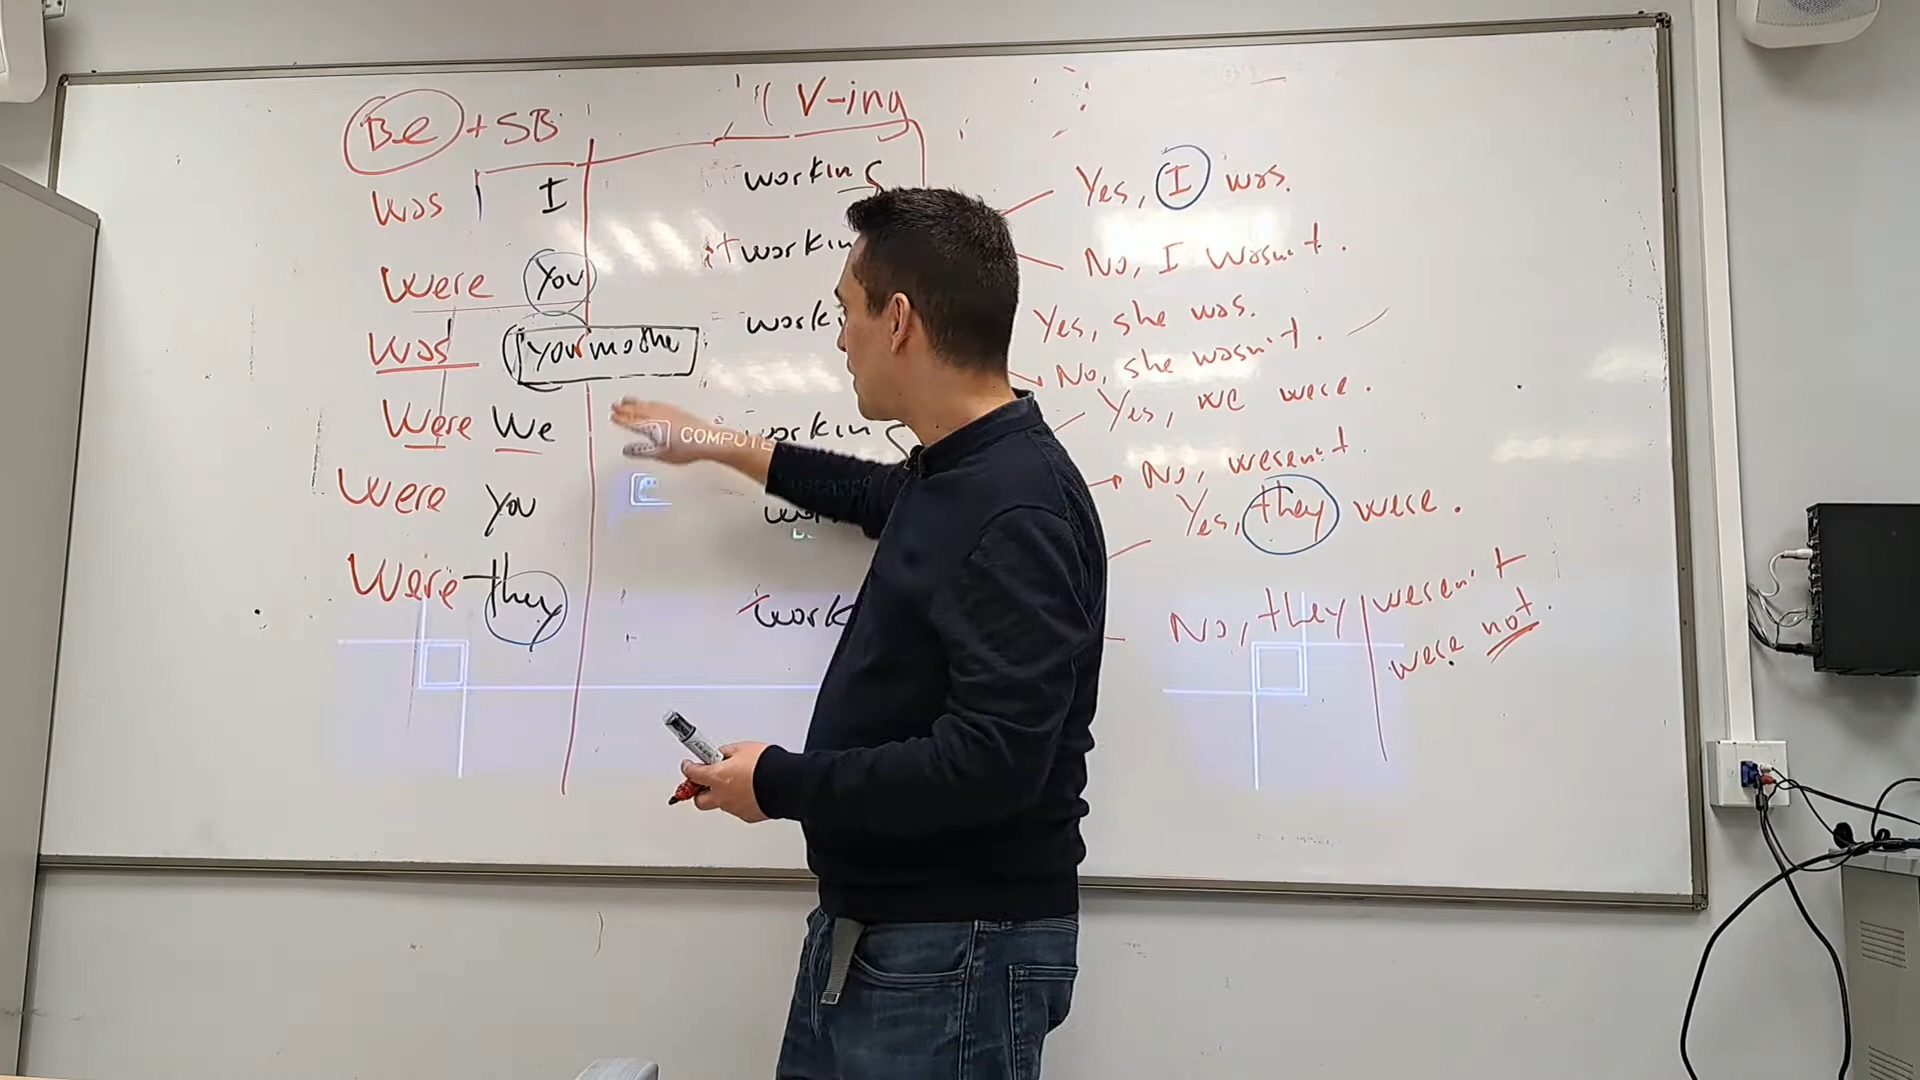 Be + SB
V-ing
was I
working
Yes, I was.
No, I wasn't.
Were You
Was your mothe
Yes, she was.
No, she wasn't.
Were We
COMPUTE
Yes, we were.
No, weren't.
Were you
Yes, they were.
Were they
work
No, they weren't
were not.